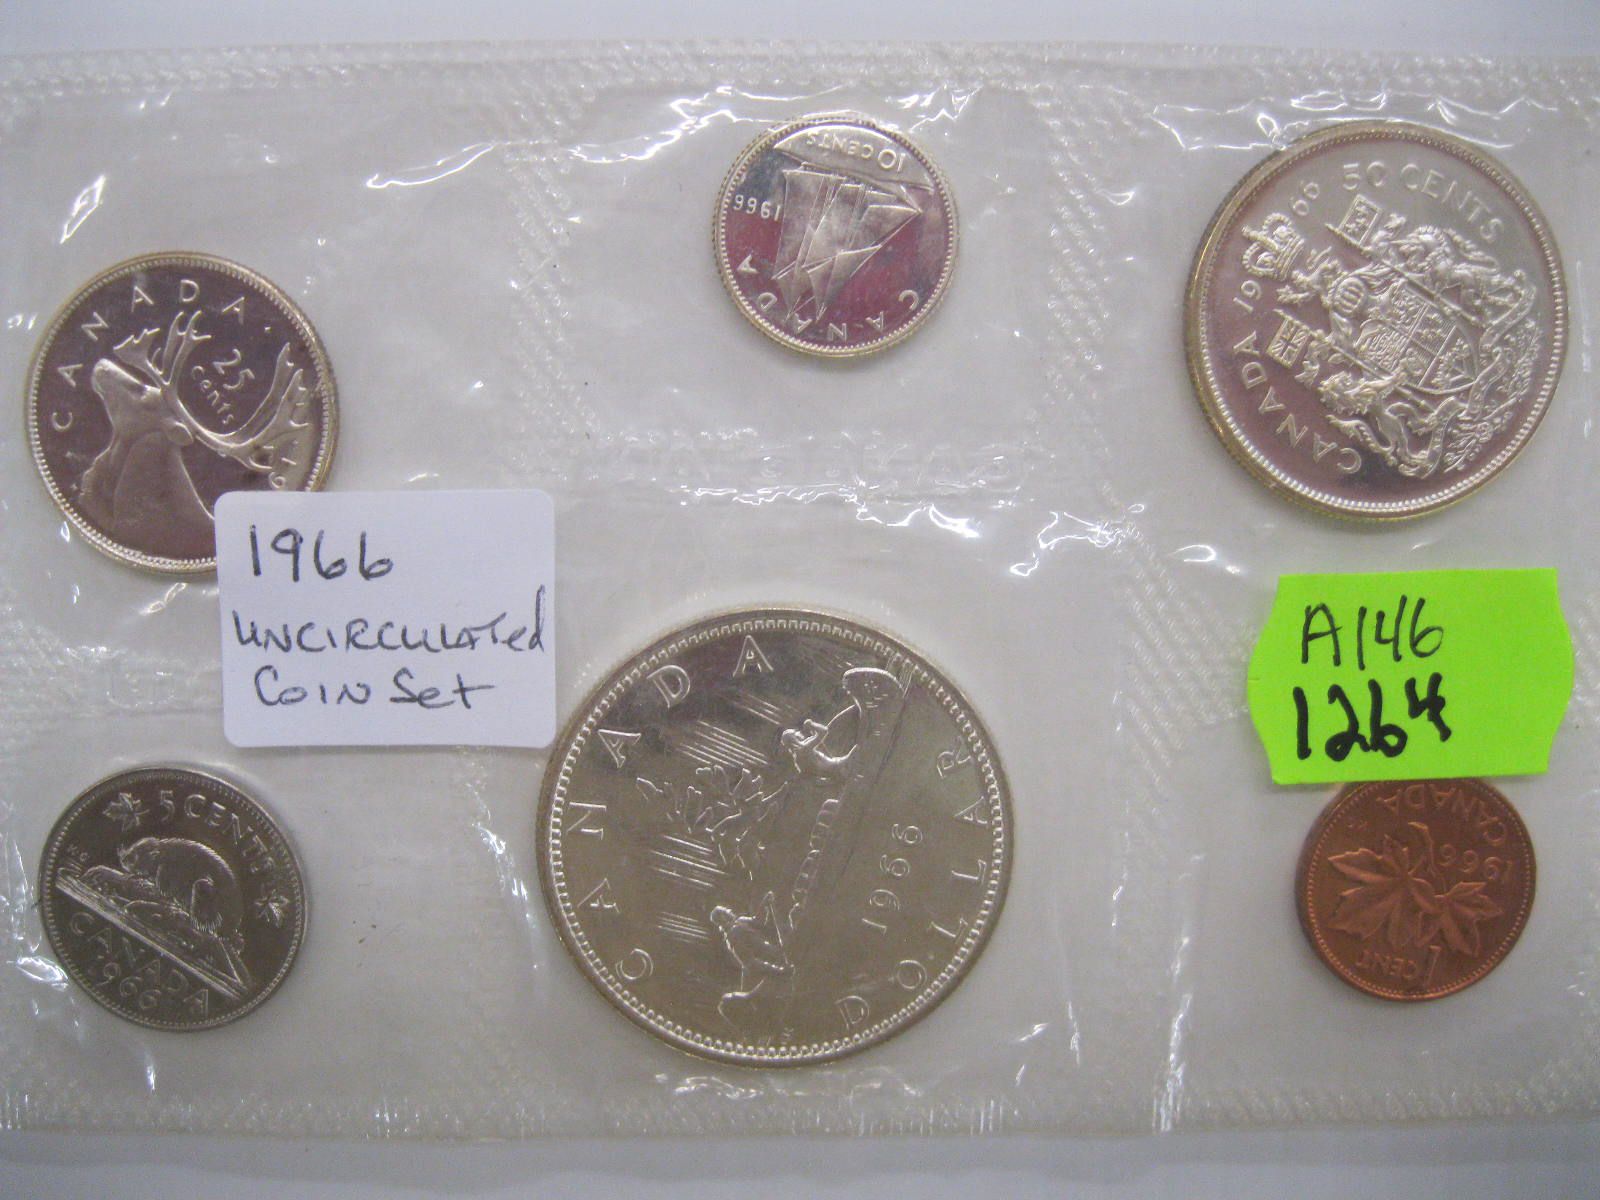 CANADA
25
CENTS
10 CENTS
1966
CANADA
50 CENTS
CANADA 1966
1966
UNCIRCULATED
COIN Set
A146
1264
5 CENTS
CANADA
1966
CANADA
1966
DOLLAR
CANADA
1966
1 CENT